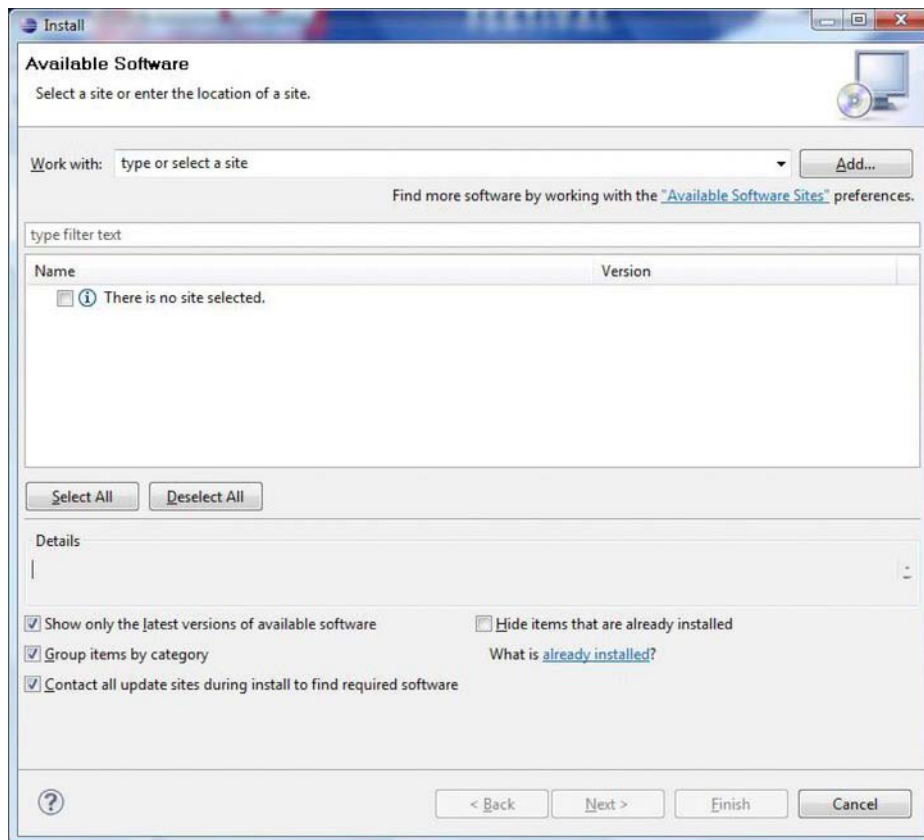 Install
Available Software
Select a site or enter the location of a site.
Work with: type or select a site Add...
Find more software by working with the "Available Software Sites" preferences.
type filter text
Name Version
There is no site selected.
Select All Deselect All
Details
Show only the latest versions of available software Hide items that are already installed
Group items by category What is already installed?
Contact all update sites during install to find required software
< Back Next > Finish Cancel